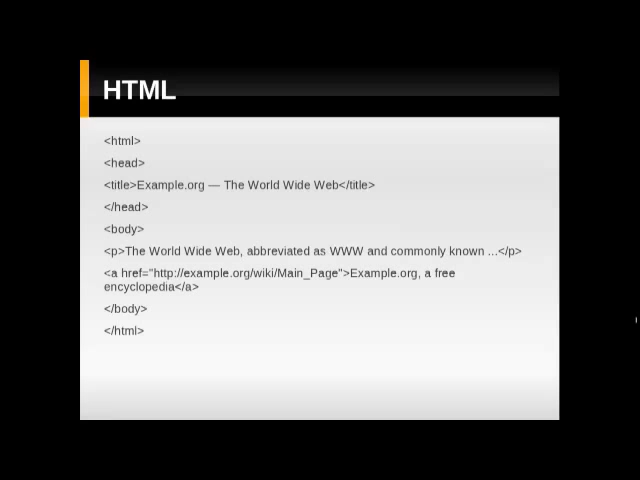 HTML
<html>
<head>
<title>Example.org — The World Wide Web</title>
</head>
<body>
<p>The World Wide Web, abbreviated as WWW and commonly known ...</p>
<a href="http://example.org/wiki/Main_Page">Example.org, a free
encyclopedia</a>
</body>
</html>